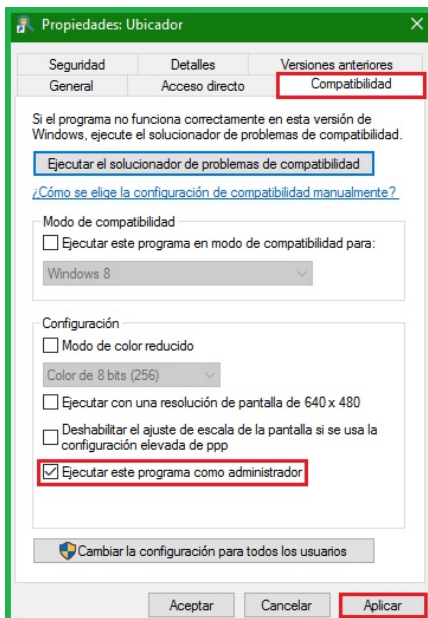 Propiedades: Ubicador
Seguridad
Detalles
Versiones anteriores
General
Acceso directo
Compatibilidad
Si el programa no funciona correctamente en esta versión de
Windows, ejecute el solucionador de problemas de compatibilidad.
Ejecutar el solucionador de problemas de compatibilidad
¿Cómo se elige la configuración de compatibilidad manualmente?
Modo de compatibilidad
Ejecutar este programa en modo de compatibilidad para:
Windows 8
Configuración
Modo de color reducido
Color de 8 bits (256)
Ejecutar con una resolución de pantalla de 640 x 480
Deshabilitar el ajuste de escala de la pantalla si se usa la
configuración elevada de ppp
Ejecutar este programa como administrador
Cambiar la configuración para todos los usuarios
Aceptar
Cancelar
Aplicar